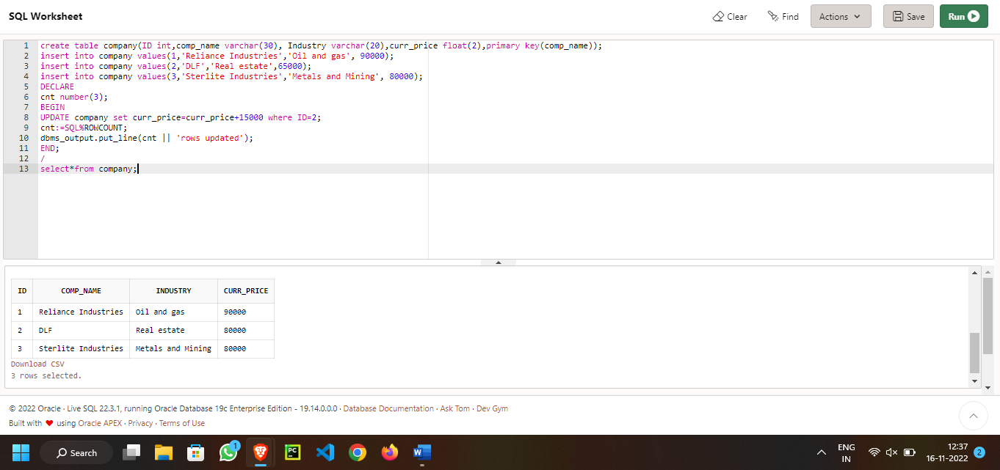 SQL Worksheet
Clear
Find
Actions
Save
Run
1 create table company(ID int,comp_name varchar(30), Industry varchar(20),curr_price float(2),primary key(comp_name));
2 insert into company values(1,'Reliance Industries','Oil and gas', 90000);
3 insert into company values(2,'DLF','Real estate',65000);
4 insert into company values(3,'Sterlite Industries','Metals and Mining', 80000);
5 DECLARE
6 cnt number(3);
7 BEGIN
8 UPDATE company set curr_price=curr_price+15000 where ID=2;
9 cnt:=SQL%ROWCOUNT;
10 dbms_output.put_line(cnt || 'rows updated');
11 END;
12 /
13 select*from company;
ID COMP_NAME INDUSTRY CURR_PRICE
1 Reliance Industries Oil and gas 90000
2 DLF Real estate 80000
3 Sterlite Industries Metals and Mining 80000
Download CSV
3 rows selected.
© 2022 Oracle · Live SQL 22.3.1, running Oracle Database 19c Enterprise Edition - 19.14.0.0.0 · Database Documentation · Ask Tom · Dev Gym
Built with ❤ using Oracle APEX · Privacy · Terms of Use
Search
1
PC
W
ENG
IN
12:37
16-11-2022
2